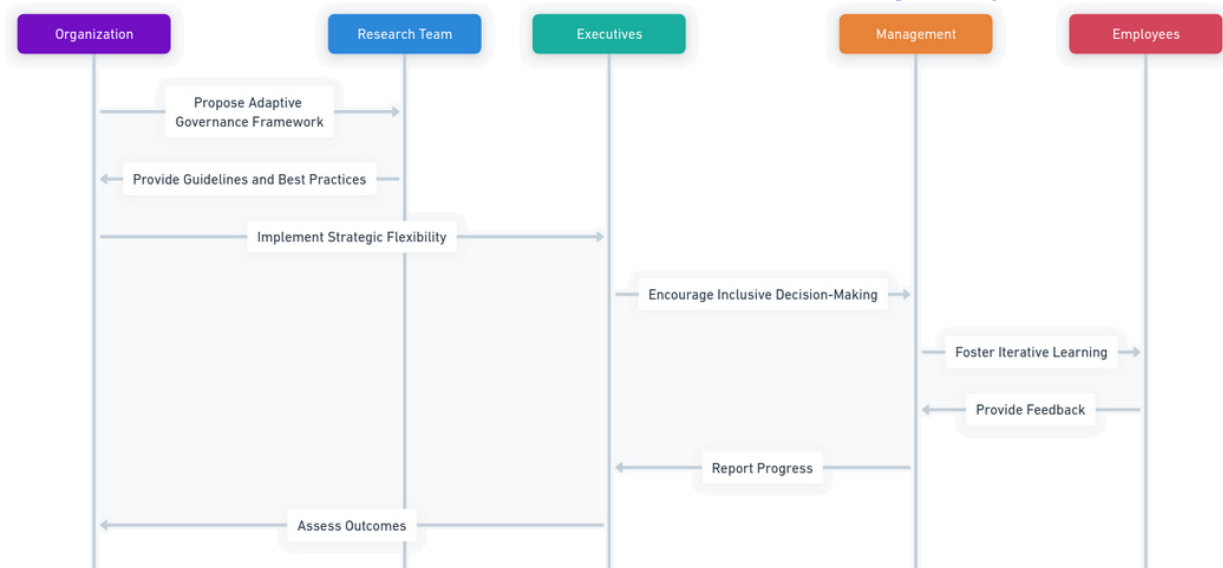 Organization
Research Team
Executives
Management
Employees
Propose Adaptive
Governance Framework
Provide Guidelines and Best Practices
Implement Strategic Flexibility
Encourage Inclusive Decision-Making
Foster Iterative Learning
Provide Feedback
Report Progress
Assess Outcomes